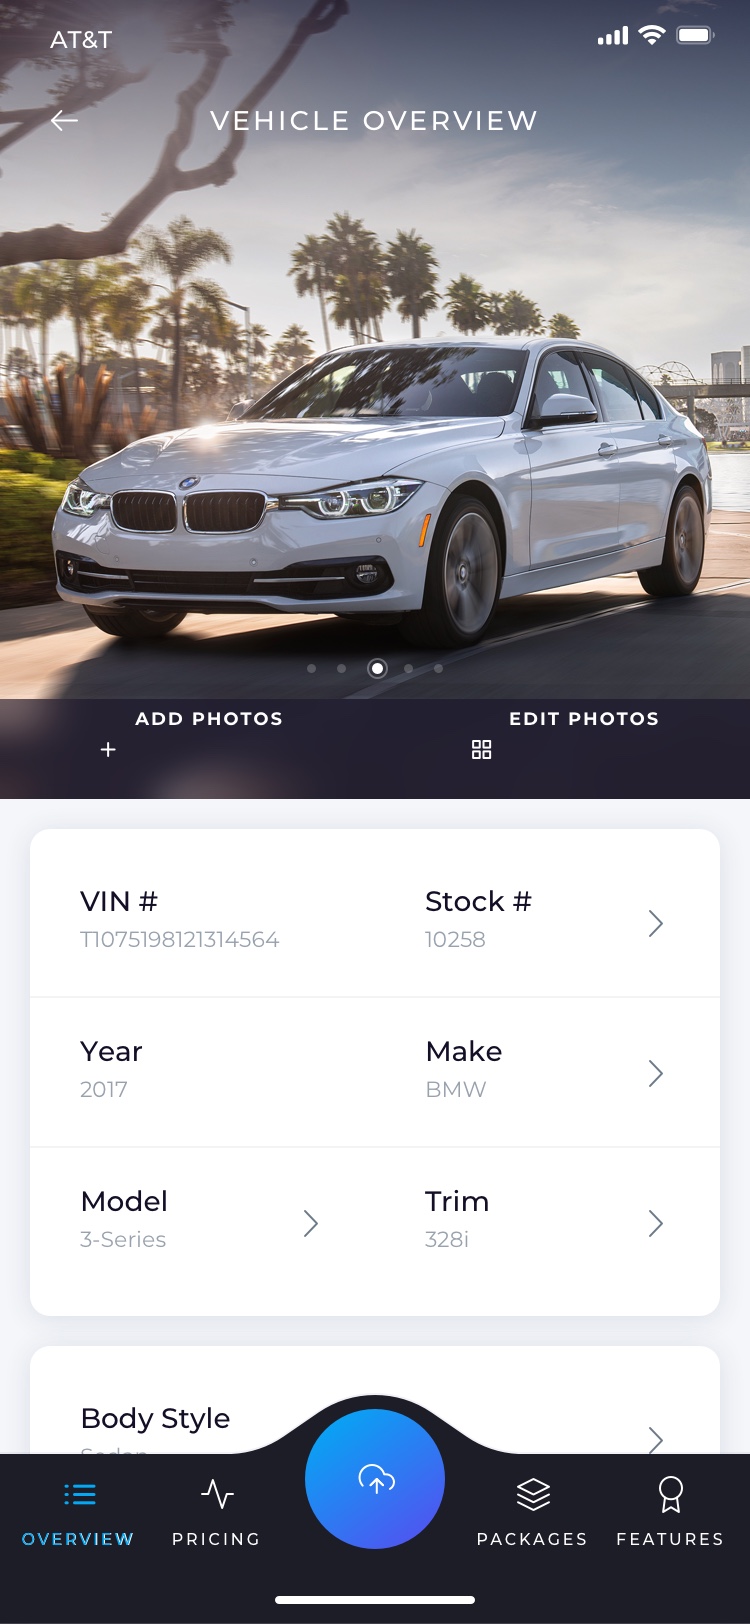 AT&T
VEHICLE OVERVIEW
ADD PHOTOS EDIT PHOTOS
VIN # Stock #
T1075198121314564 10258
Year Make
2017 BMW
Model Trim
3-Series 328i
Body Style
Sedan
OVERVIEW PRICING PACKAGES FEATURES